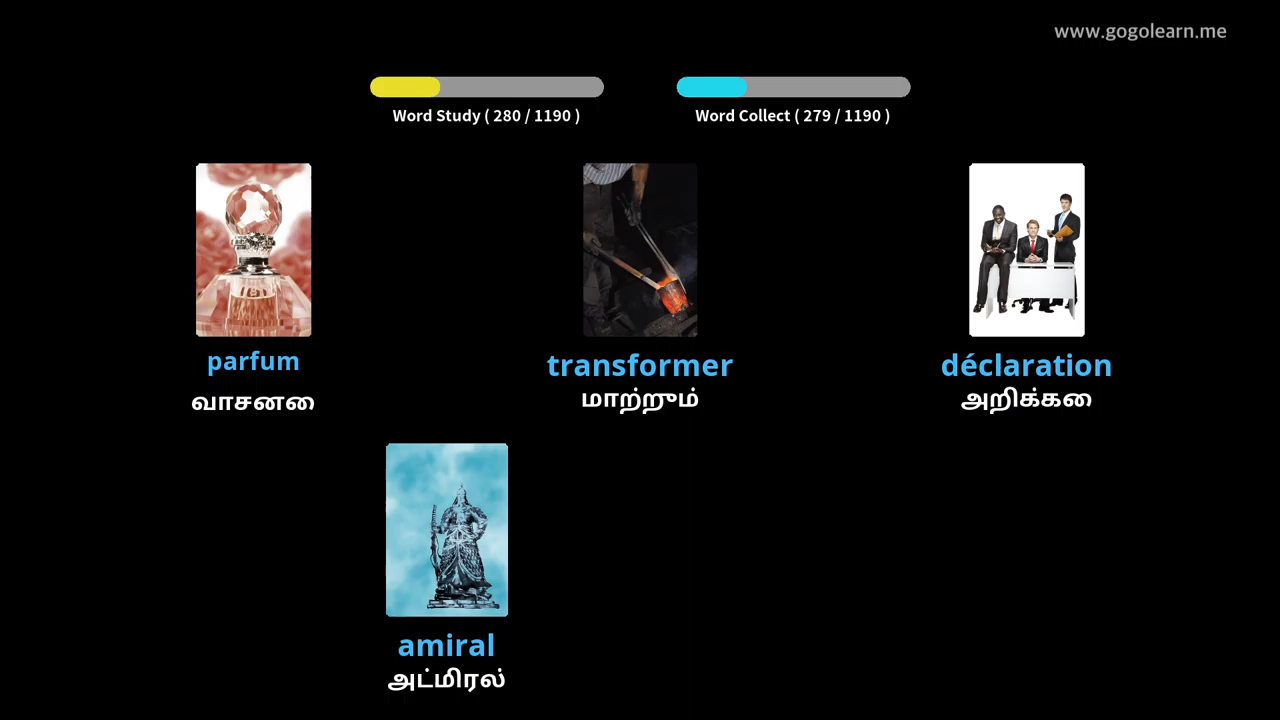 www.gogolearn.me
Word Study ( 280 / 1190 )
Word Collect ( 279 / 1190 )
parfum
வாசனை
transformer
மாற்றும்
déclaration
அறிக்கை
amiral
அட்மிரல்